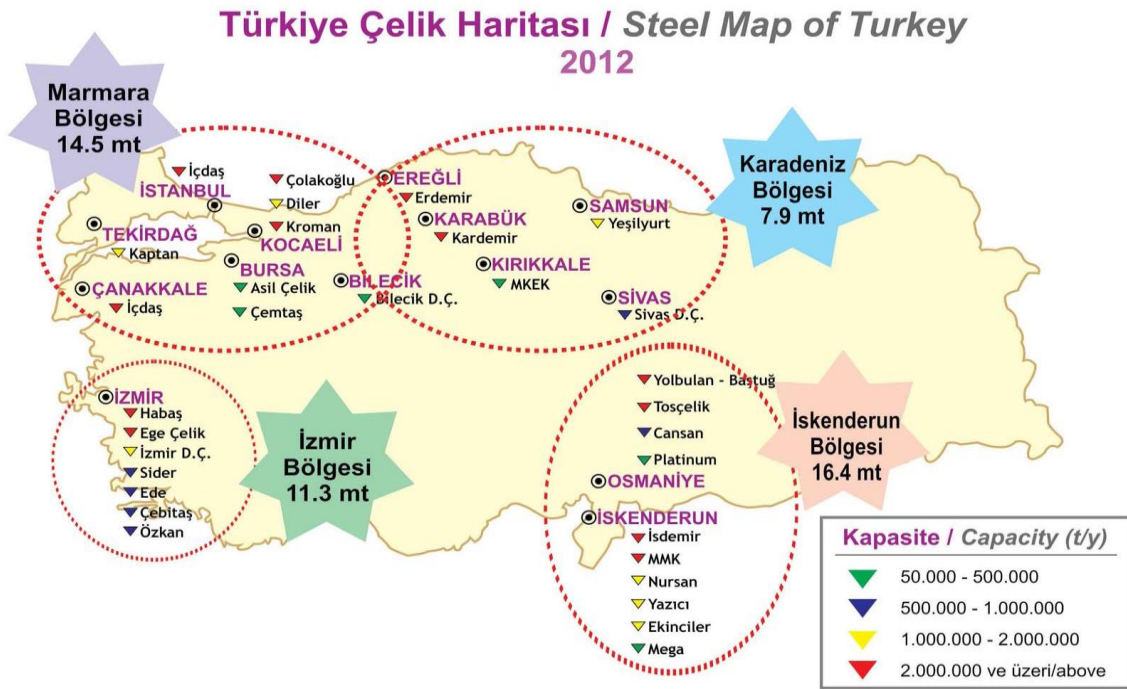 Türkiye Çelik Haritası / Steel Map of Turkey
2012
Marmara
Bölgesi
14.5 mt
Karadeniz
Bölgesi
7.9 mt
İçdaş
İSTANBUL
Çolakoğlu
Diler
Kroman
KOCAELİ
TEKİRDAĞ
Kaptan
BURSA
Asil Çelik
Çemtaş
ÇANAKKALE
İçdaş
BİLECİK
Bilecik D.Ç.
EREĞLİ
Erdemir
KARABÜK
Kardemir
SAMSUN
Yeşilyurt
KIRIKKALE
MKEK
SİVAS
Sivas D.Ç.
İZMİR
Habaş
Ege Çelik
İzmir D.Ç.
Sider
Ede
Çebitaş
Özkan
İzmir
Bölgesi
11.3 mt
Yolbulan - Baştuğ
Tosçelik
Cansan
Platinum
OSMANİYE
İSKENDERUN
İsdemir
MMK
Nursan
Yazıcı
Ekinciler
Mega
İskenderun
Bölgesi
16.4 mt
Kapasite / Capacity (t/y)
50.000 - 500.000
500.000 - 1.000.000
1.000.000 - 2.000.000
2.000.000 ve üzeri/above